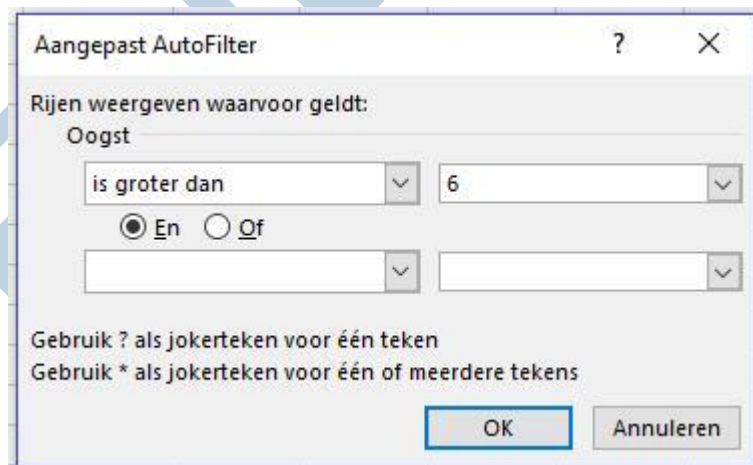 Aangepast AutoFilter ? X
Rijen weergeven waarvoor geldt:
Oogst
is groter dan 6
En Of
Gebruik ? als jokerteken voor één teken
Gebruik * als jokerteken voor één of meerdere tekens
OK Annuleren